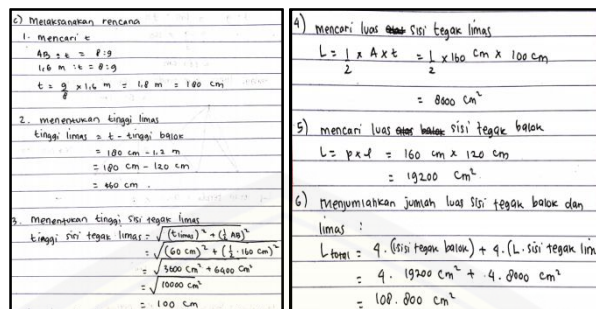 c) Melaksanakan rencana
1. mencari t
AB : t = 8:9
1,6 m : t = 8:9
t = 9/8 x 1,6 m = 1,8 m = 180 cm
2. menentukan tinggi limas
tinggi limas = t - tinggi balok
= 180 cm - 1,2 m
= 180 cm - 120 cm
= 60 cm.
3. menentukan tinggi sisi tegak limas
tinggi sisi tegak limas = √(t limas)² + (½ AB)²
= √(60 cm)² + (½ · 160 cm)²
= √3600 cm² + 6400 cm²
= √10000 cm²
= 100 cm
4) mencari luas sisi tegak limas
L = ½ x A x t = ½ x 160 cm x 100 cm
= 8000 cm²
5) mencari luas sisi tegak balok
L = p x l = 160 cm x 120 cm
= 19200 cm²
6) Menjumlahkan jumlah luas sisi tegak balok dan
limas :
L total = 4. (sisi tegak balok) + 4. (L. sisi tegak lim
= 4. 19200 cm² + 4. 8000 cm²
= 108.800 cm²